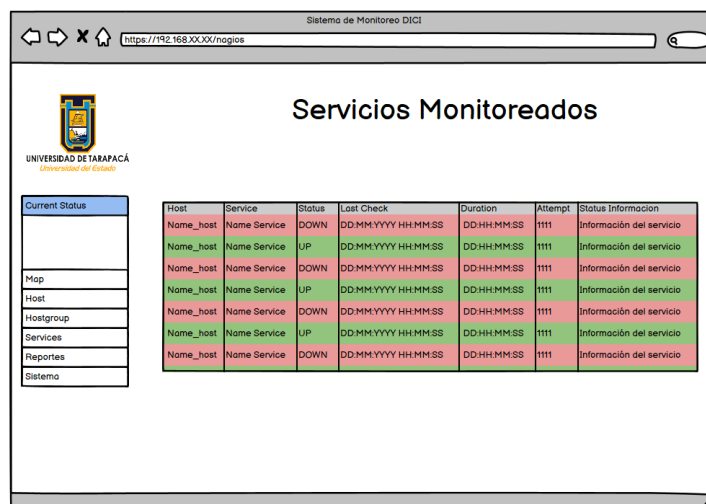 Sistema de Monitoreo DICI
https://192.168.XX.XX/nagios
Servicios Monitoreados
UNIVERSIDAD DE TARAPACÁ
Universidad del Estado
Current Status
Map
Host
Hostgroup
Services
Reportes
Sistema
Host Service Status Last Check Duration Attempt Status Informacion
Name_host Name Service DOWN DD:MM:YYYY HH:MM:SS DD:HH:MM:SS 1111 Información del servicio
Name_host Name Service UP DD:MM:YYYY HH:MM:SS DD:HH:MM:SS 1111 Información del servicio
Name_host Name Service DOWN DD:MM:YYYY HH:MM:SS DD:HH:MM:SS 1111 Información del servicio
Name_host Name Service UP DD:MM:YYYY HH:MM:SS DD:HH:MM:SS 1111 Información del servicio
Name_host Name Service DOWN DD:MM:YYYY HH:MM:SS DD:HH:MM:SS 1111 Información del servicio
Name_host Name Service UP DD:MM:YYYY HH:MM:SS DD:HH:MM:SS 1111 Información del servicio
Name_host Name Service DOWN DD:MM:YYYY HH:MM:SS DD:HH:MM:SS 1111 Información del servicio